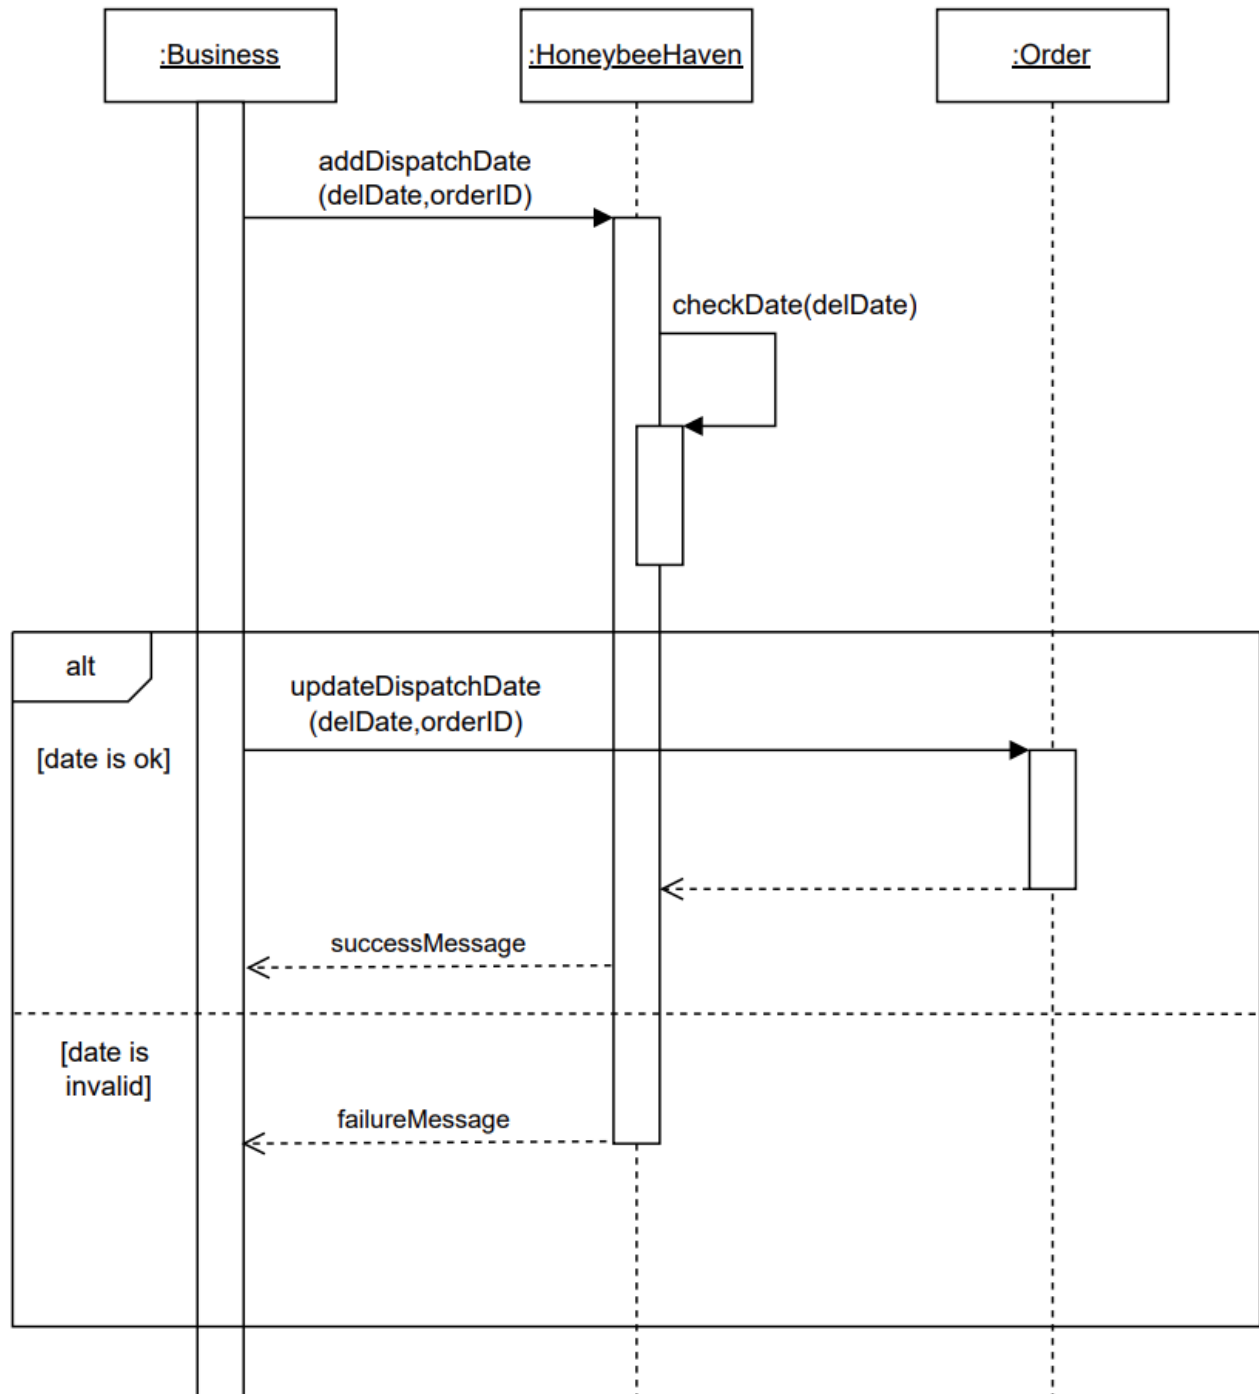 :Business
:HoneybeeHaven
:Order
addDispatchDate
(delDate,orderID)
checkDate(delDate)
alt
updateDispatchDate
(delDate,orderID)
[date is ok]
successMessage
[date is
invalid]
failureMessage